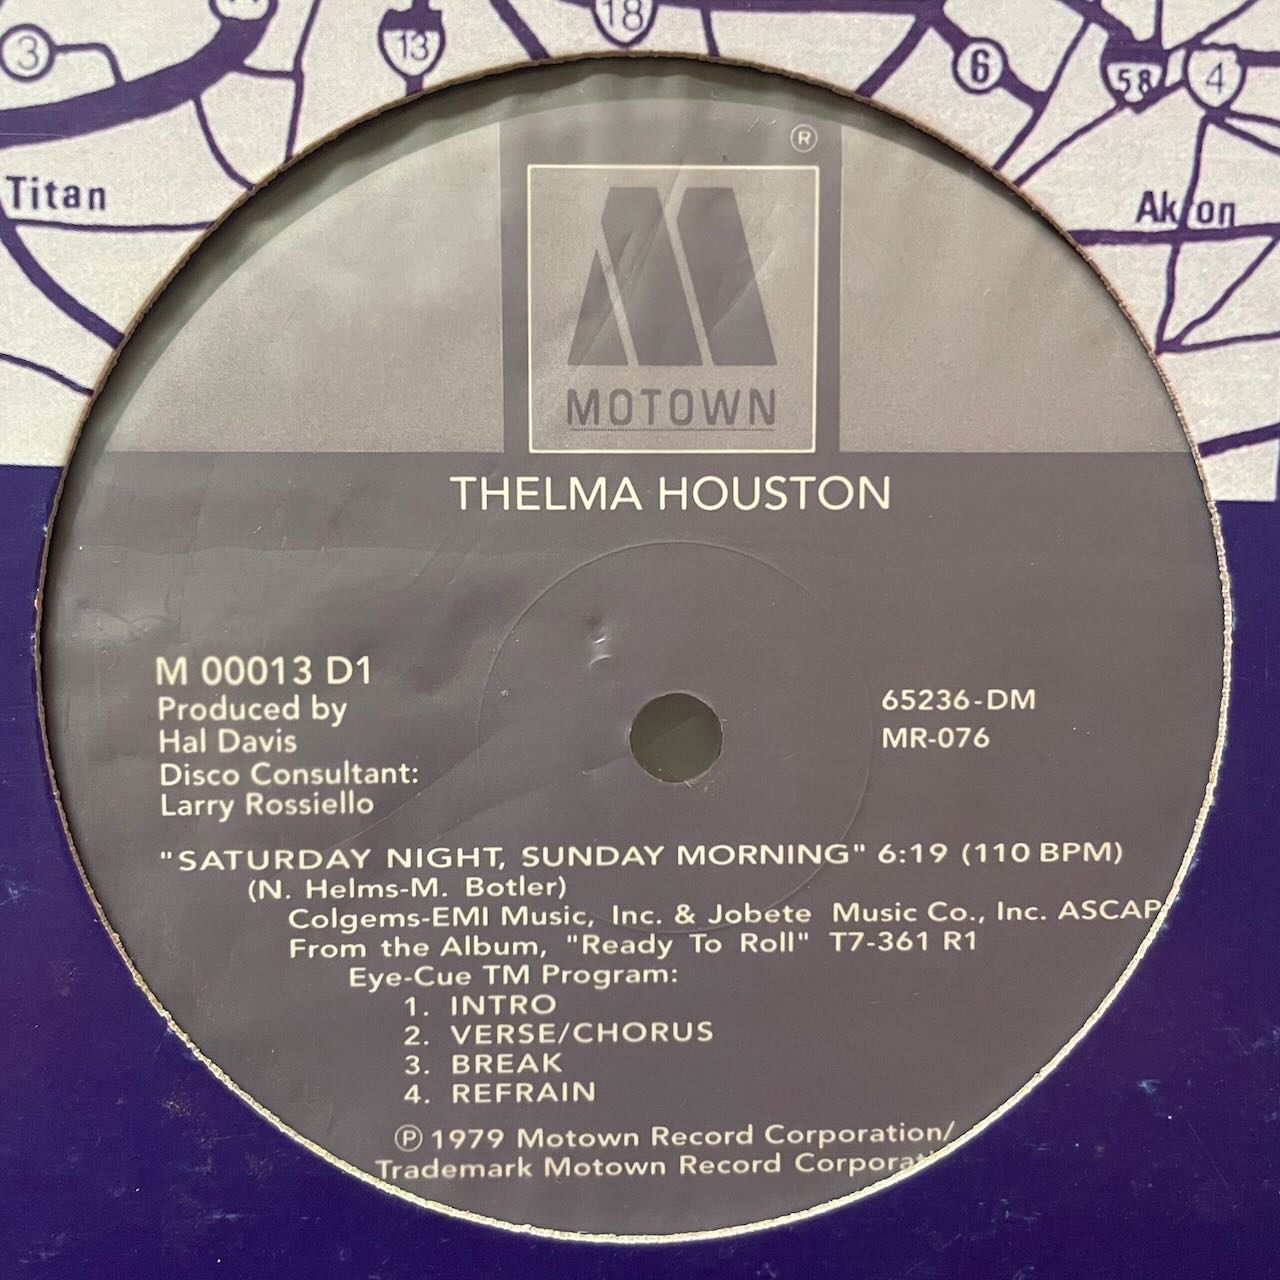 3
13
18
6
58
4
Titan
Akron
®
MOTOWN
THELMA HOUSTON
M 00013 D1
Produced by
Hal Davis
Disco Consultant:
Larry Rossiello
65236-DM
MR-076
"SATURDAY NIGHT, SUNDAY MORNING" 6:19 (110 BPM)
(N. Helms-M. Botler)
Colgems-EMI Music, Inc. & Jobete Music Co., Inc. ASCAP
From the Album, "Ready To Roll" T7-361 R1
Eye-Cue TM Program:
1. INTRO
2. VERSE/CHORUS
3. BREAK
4. REFRAIN
℗ 1979 Motown Record Corporation/
Trademark Motown Record